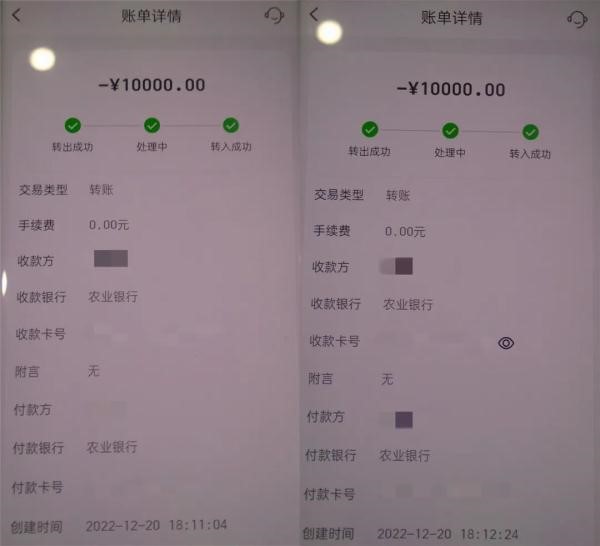 账单详情
-¥10000.00
转出成功 处理中 转入成功
交易类型 转账
手续费 0.00元
收款方
收款银行 农业银行
收款卡号
附言 无
付款方
付款银行 农业银行
付款卡号
创建时间 2022-12-20 18:11:04
账单详情
-¥10000.00
转出成功 处理中 转入成功
交易类型 转账
手续费 0.00元
收款方
收款银行 农业银行
收款卡号
附言 无
付款方
付款银行 农业银行
付款卡号
创建时间 2022-12-20 18:12:24